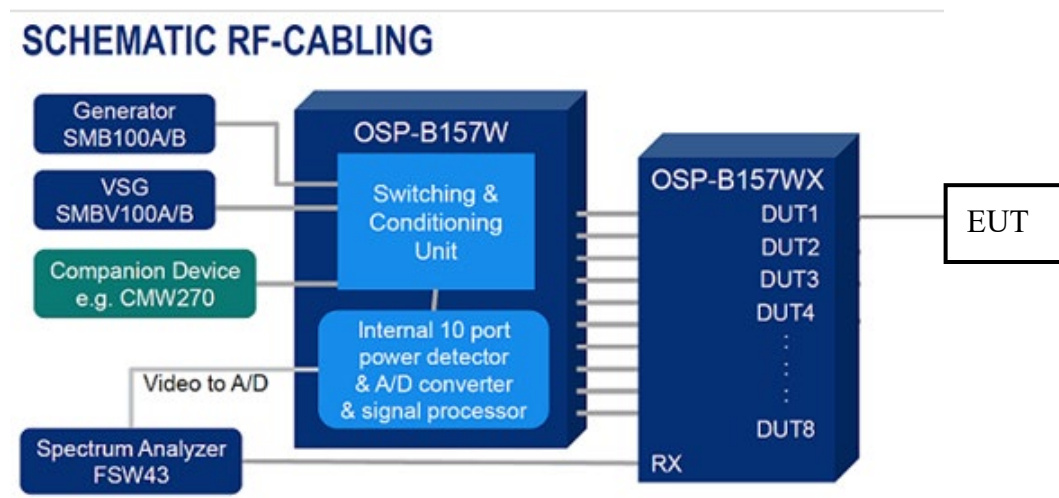 SCHEMATIC RF-CABLING
Generator
SMB100A/B
VSG
SMBV100A/B
Companion Device
e.g. CMW270
Video to A/D
Spectrum Analyzer
FSW43
OSP-B157W
Switching &
Conditioning
Unit
Internal 10 port
power detector
& A/D converter
& signal processor
OSP-B157WX
DUT1
DUT2
DUT3
DUT4
DUT8
RX
EUT